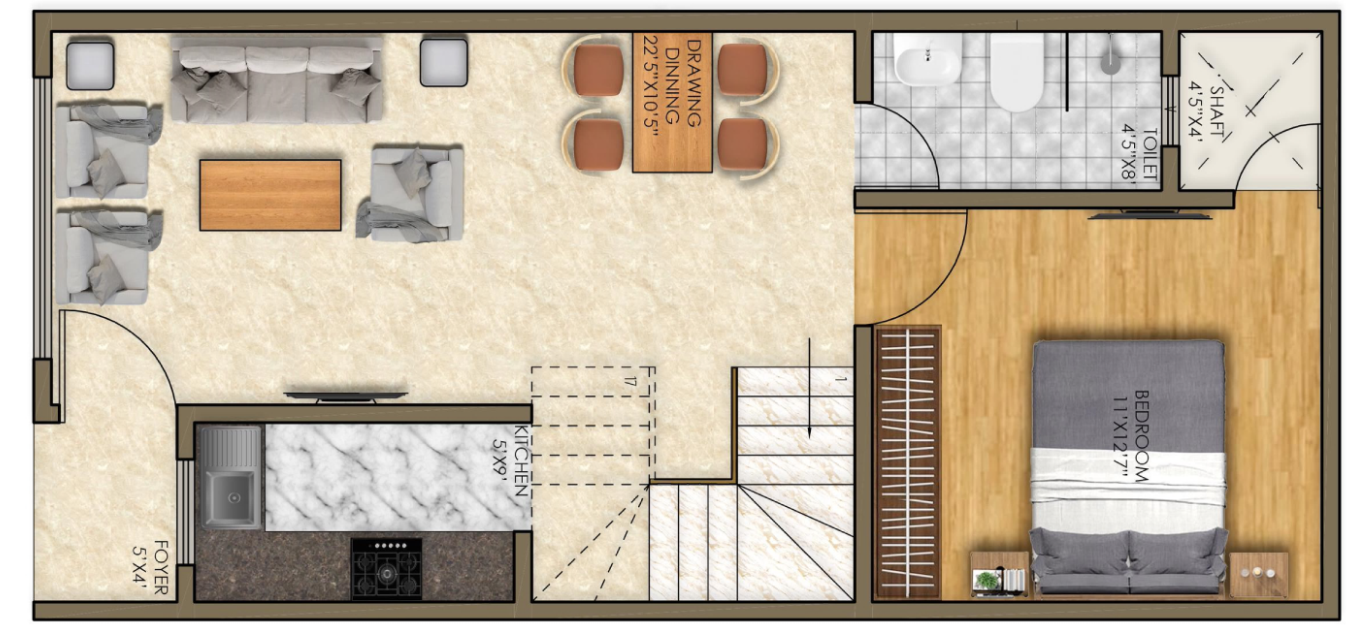 DRAWING
DINNING
22'5"X10'5"
TOILET
4'5"X8'
SHAFT
4'5"X4'
17
1
KITCHEN
5'X9'
BEDROOM
11'X12'7"
FOYER
5'X4'